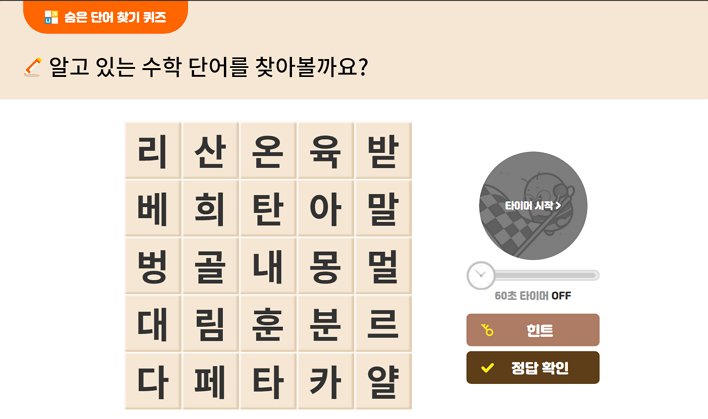 숨은 단어 찾기 퀴즈
알고 있는 수학 단어를 찾아볼까요?
리 산 온 육 받
베 희 탄 아 말
벙 골 내 몽 멀
대 림 훈 분 르
다 페 타 카 얄
타이머 시작 >
60초 타이머 OFF
힌트
정답 확인